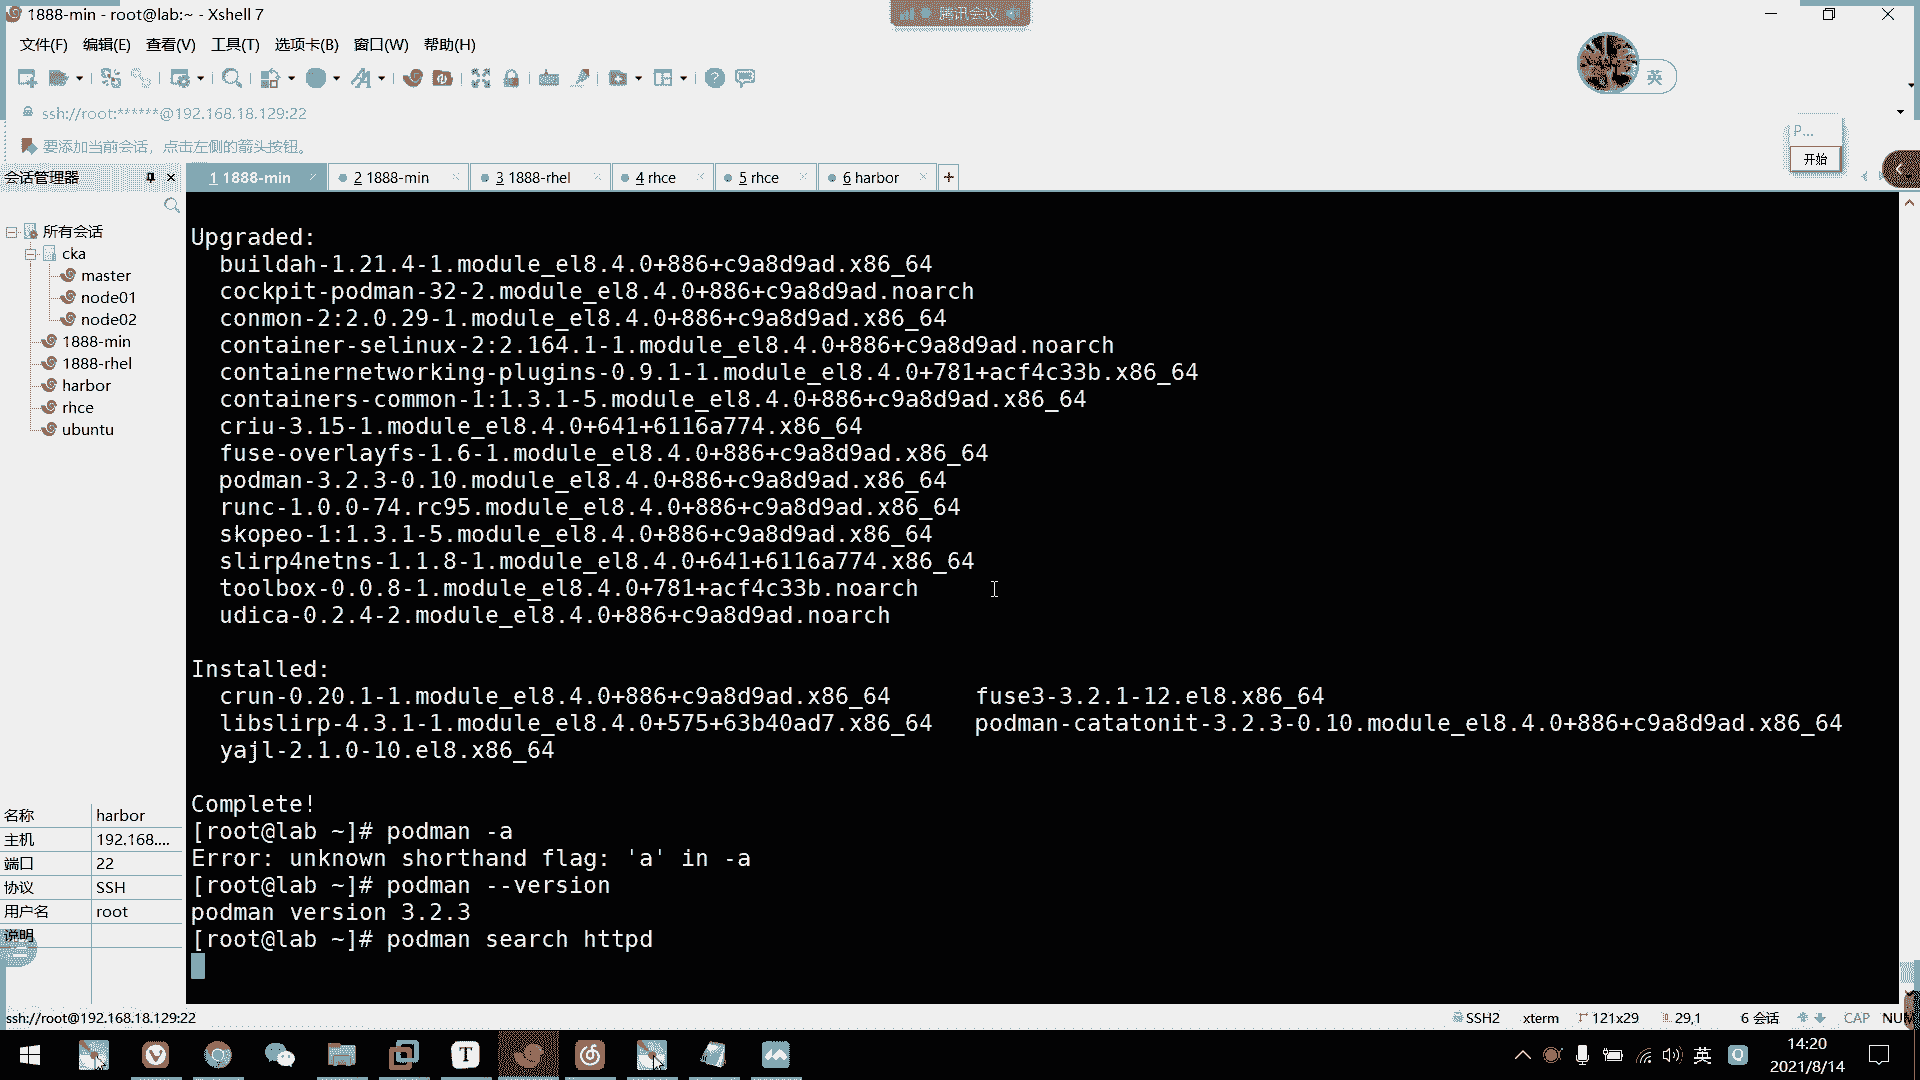 1888-min - root@lab:~ - Xshell 7
腾讯会议
文件(F) 编辑(E) 查看(V) 工具(T) 选项卡(B) 窗口(W) 帮助(H)
英
ssh://root:******@192.168.18.129:22
要添加当前会话，点击左侧的箭头按钮。
P...
开始
会话管理器
1 1888-min
2 1888-min
3 1888-rhel
4 rhce
5 rhce
6 harbor
所有会话
cka
master
node01
node02
1888-min
1888-rhel
harbor
rhce
ubuntu
名称 harbor
主机 192.168....
端口 22
协议 SSH
用户名 root
说明
Upgraded:
buildah-1.21.4-1.module_el8.4.0+886+c9a8d9ad.x86_64
cockpit-podman-32-2.module_el8.4.0+886+c9a8d9ad.noarch
conmon-2:2.0.29-1.module_el8.4.0+886+c9a8d9ad.x86_64
container-selinux-2:2.164.1-1.module_el8.4.0+886+c9a8d9ad.noarch
containernetworking-plugins-0.9.1-1.module_el8.4.0+781+acf4c33b.x86_64
containers-common-1:1.3.1-5.module_el8.4.0+886+c9a8d9ad.x86_64
criu-3.15-1.module_el8.4.0+641+6116a774.x86_64
fuse-overlayfs-1.6-1.module_el8.4.0+886+c9a8d9ad.x86_64
podman-3.2.3-0.10.module_el8.4.0+886+c9a8d9ad.x86_64
runc-1.0.0-74.rc95.module_el8.4.0+886+c9a8d9ad.x86_64
skopeo-1:1.3.1-5.module_el8.4.0+886+c9a8d9ad.x86_64
slirp4netns-1.1.8-1.module_el8.4.0+641+6116a774.x86_64
toolbox-0.0.8-1.module_el8.4.0+781+acf4c33b.noarch
udica-0.2.4-2.module_el8.4.0+886+c9a8d9ad.noarch
Installed:
crun-0.20.1-1.module_el8.4.0+886+c9a8d9ad.x86_64 fuse3-3.2.1-12.el8.x86_64
libslirp-4.3.1-1.module_el8.4.0+575+63b40ad7.x86_64 podman-catatonit-3.2.3-0.10.module_el8.4.0+886+c9a8d9ad.x86_64
yajl-2.1.0-10.el8.x86_64
Complete!
[root@lab ~]# podman -a
Error: unknown shorthand flag: 'a' in -a
[root@lab ~]# podman --version
podman version 3.2.3
[root@lab ~]# podman search httpd
ssh://root@192.168.18.129:22
SSH2 xterm 121x29 29,1 6 会话 CAP NUM
英
14:20
2021/8/14